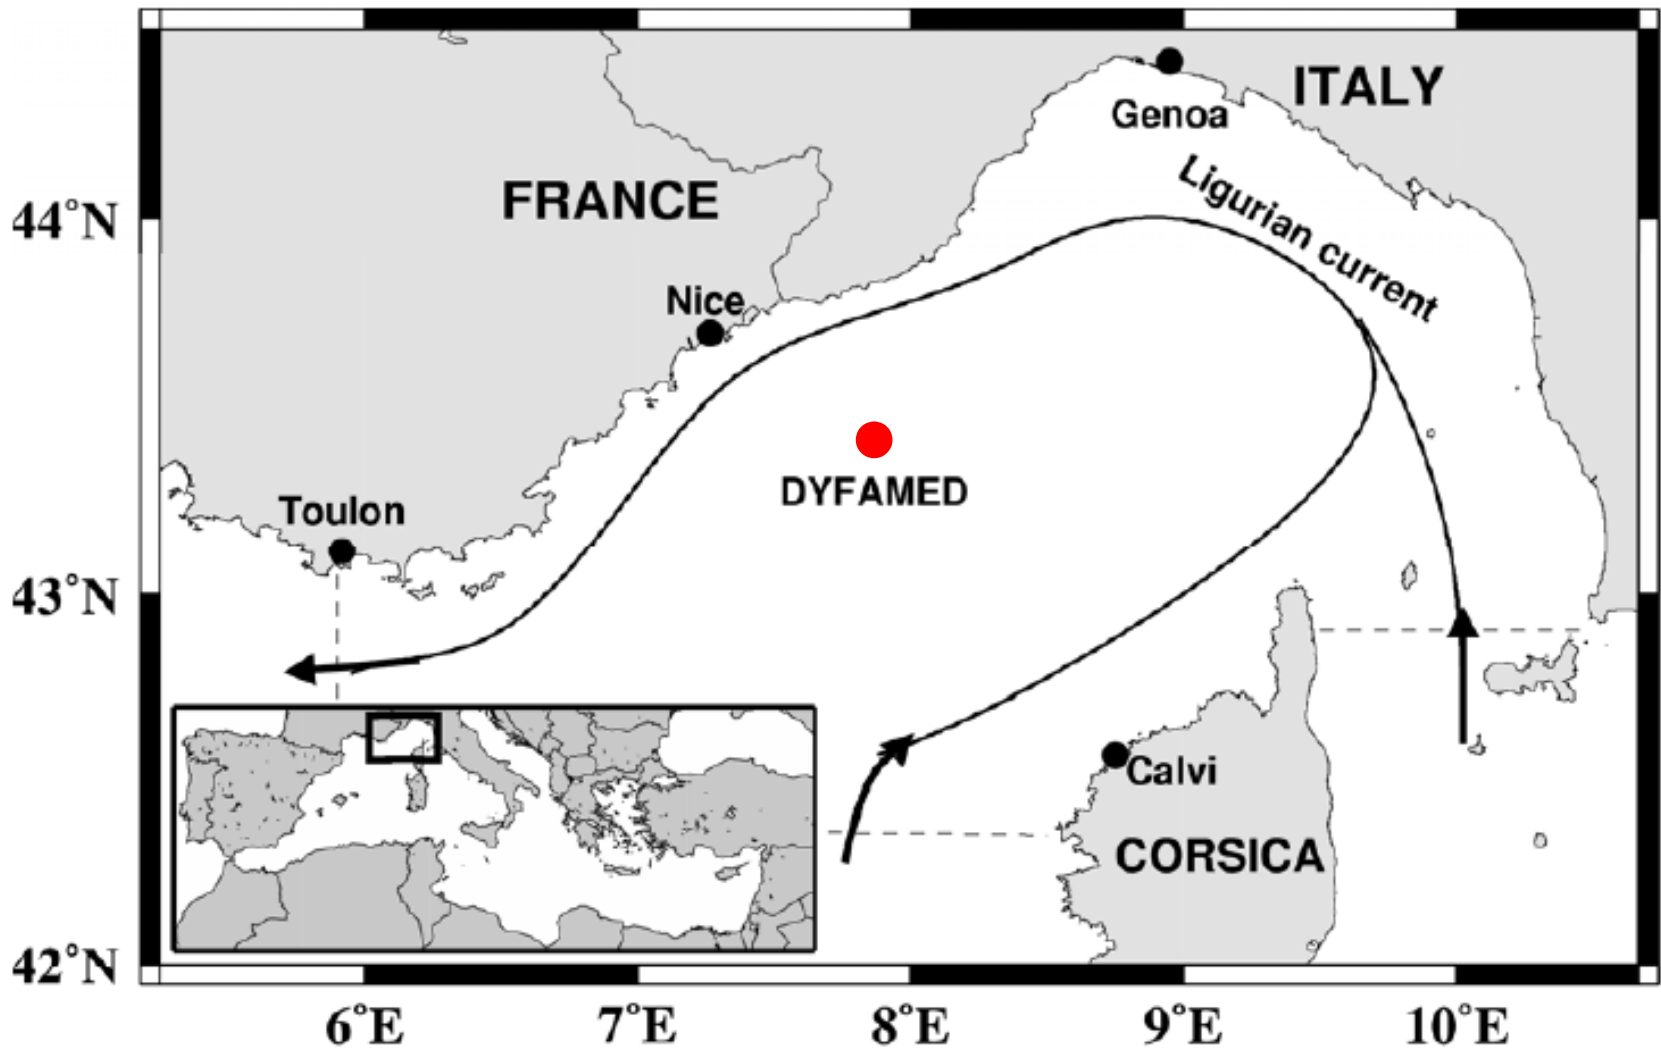 ITALY
Genoa
Ligurian current
FRANCE
44°N
Nice
DYFAMED
Toulon
43°N
Calvi
CORSICA
42°N
6°E
7°E
8°E
9°E
10°E